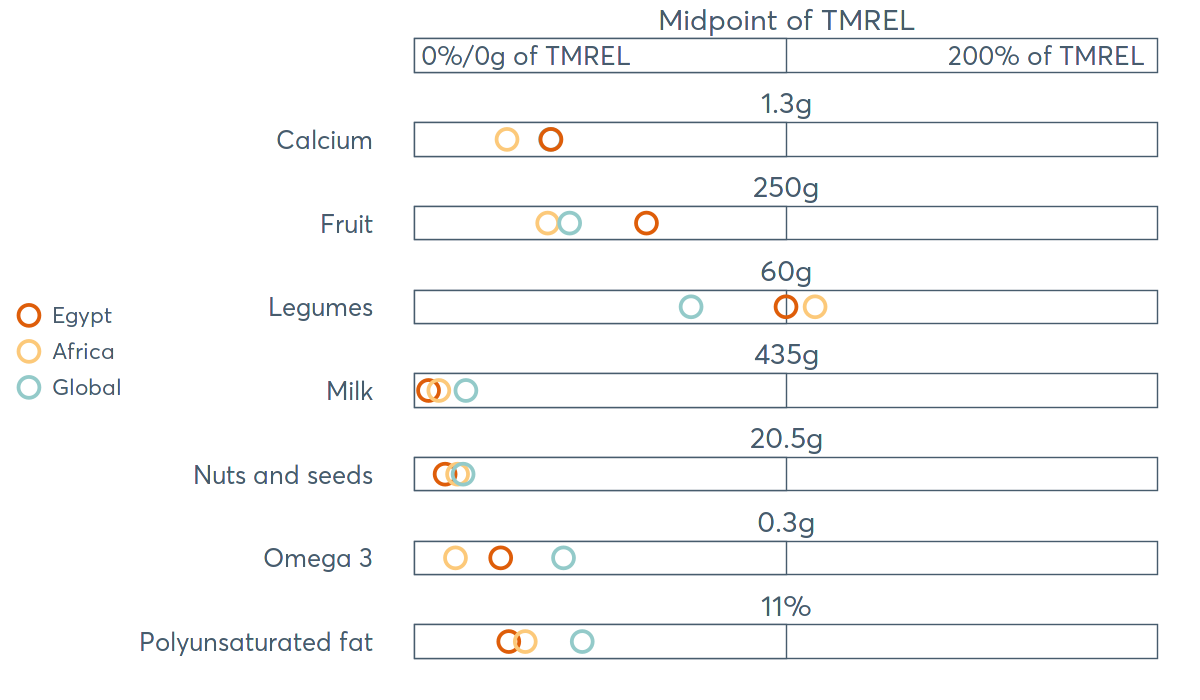 Midpoint of TMREL
0%/0g of TMREL
200% of TMREL
1.3g
Calcium
250g
Fruit
60g
Legumes
435g
Milk
20.5g
Nuts and seeds
0.3g
Omega 3
11%
Polyunsaturated fat
Egypt
Africa
Global